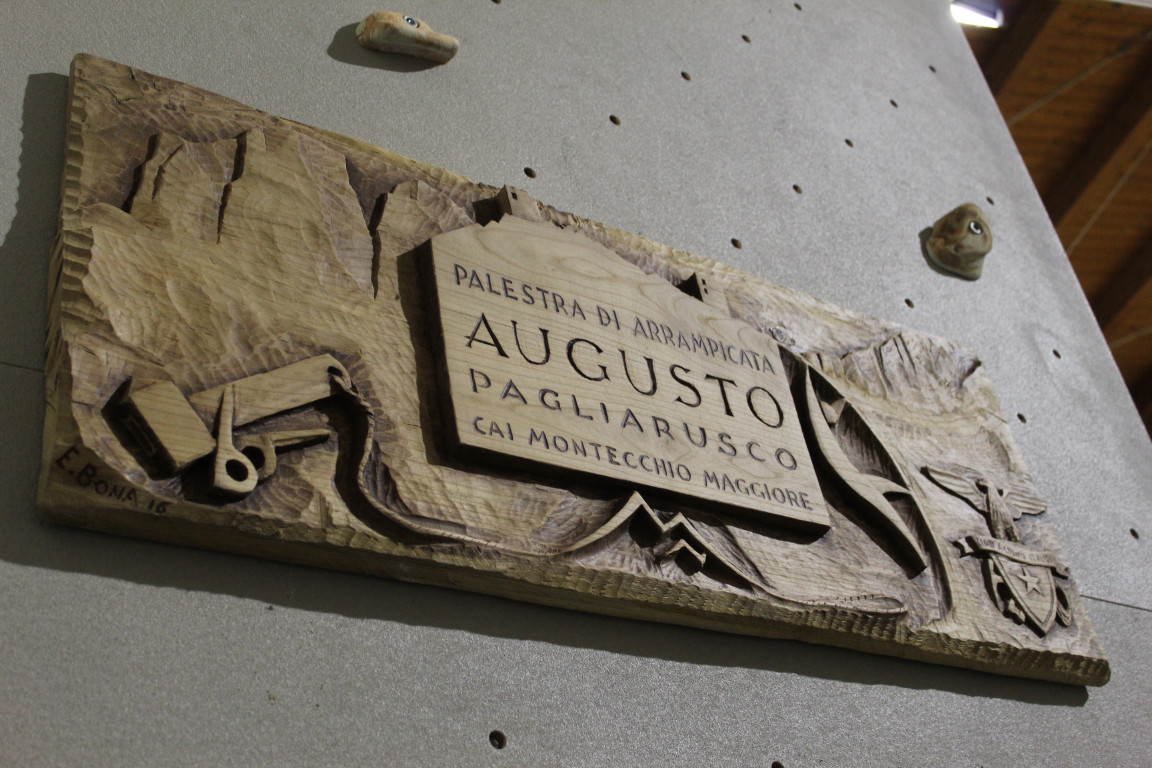 PALESTRA DI ARRAMPICATA
AUGUSTO
PAGLIARUSCO
CAI MONTECCHIO MAGGIORE
E. BONA 16